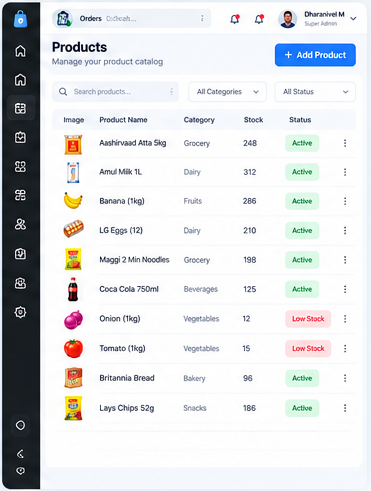 Orders
Dharanivel M
Super Admin
Products
Manage your product catalog
+ Add Product
Search products...
All Categories
All Status
Image Product Name Category Stock Status
Aashirvaad Atta 5kg Grocery 248 Active
Amul Milk 1L Dairy 312 Active
Banana (1kg) Fruits 286 Active
LG Eggs (12) Dairy 210 Active
Maggi 2 Min Noodles Grocery 198 Active
Coca Cola 750ml Beverages 125 Active
Onion (1kg) Vegetables 12 Low Stock
Tomato (1kg) Vegetables 15 Low Stock
Britannia Bread Bakery 96 Active
Lays Chips 52g Snacks 186 Active